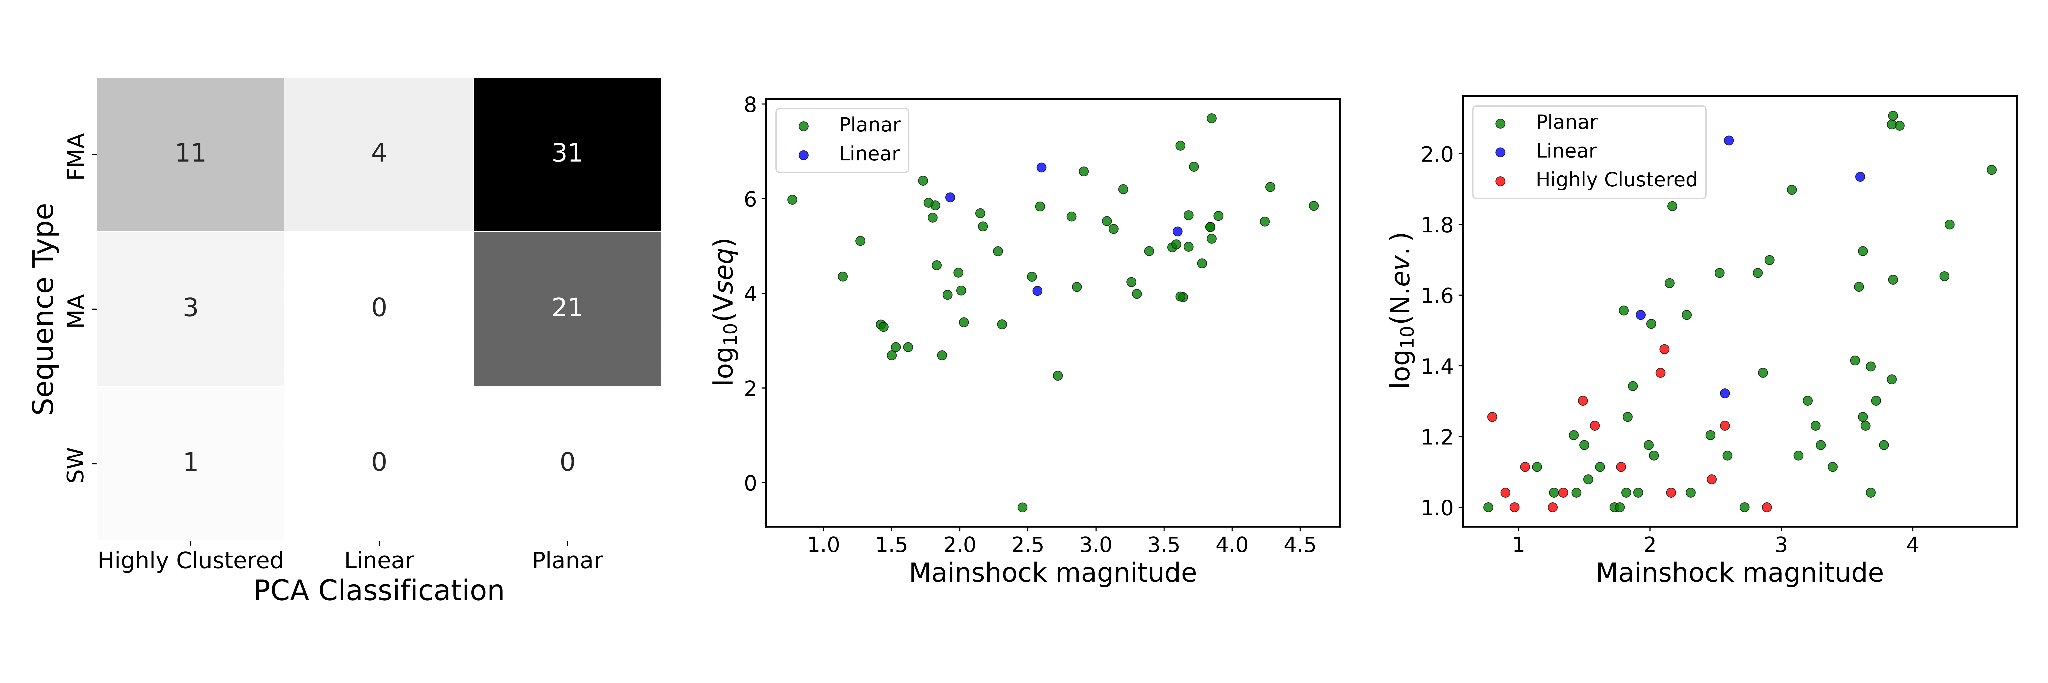 Sequence Type
FMA
11
4
31
MA
3
0
21
SW
1
0
0
Highly Clustered
Linear
Planar
PCA Classification
log10(Vseq)
8
6
4
2
0
Planar
Linear
1.0
1.5
2.0
2.5
3.0
3.5
4.0
4.5
Mainshock magnitude
log10(N.ev.)
2.0
1.8
1.6
1.4
1.2
1.0
Planar
Linear
Highly Clustered
1
2
3
4
Mainshock magnitude